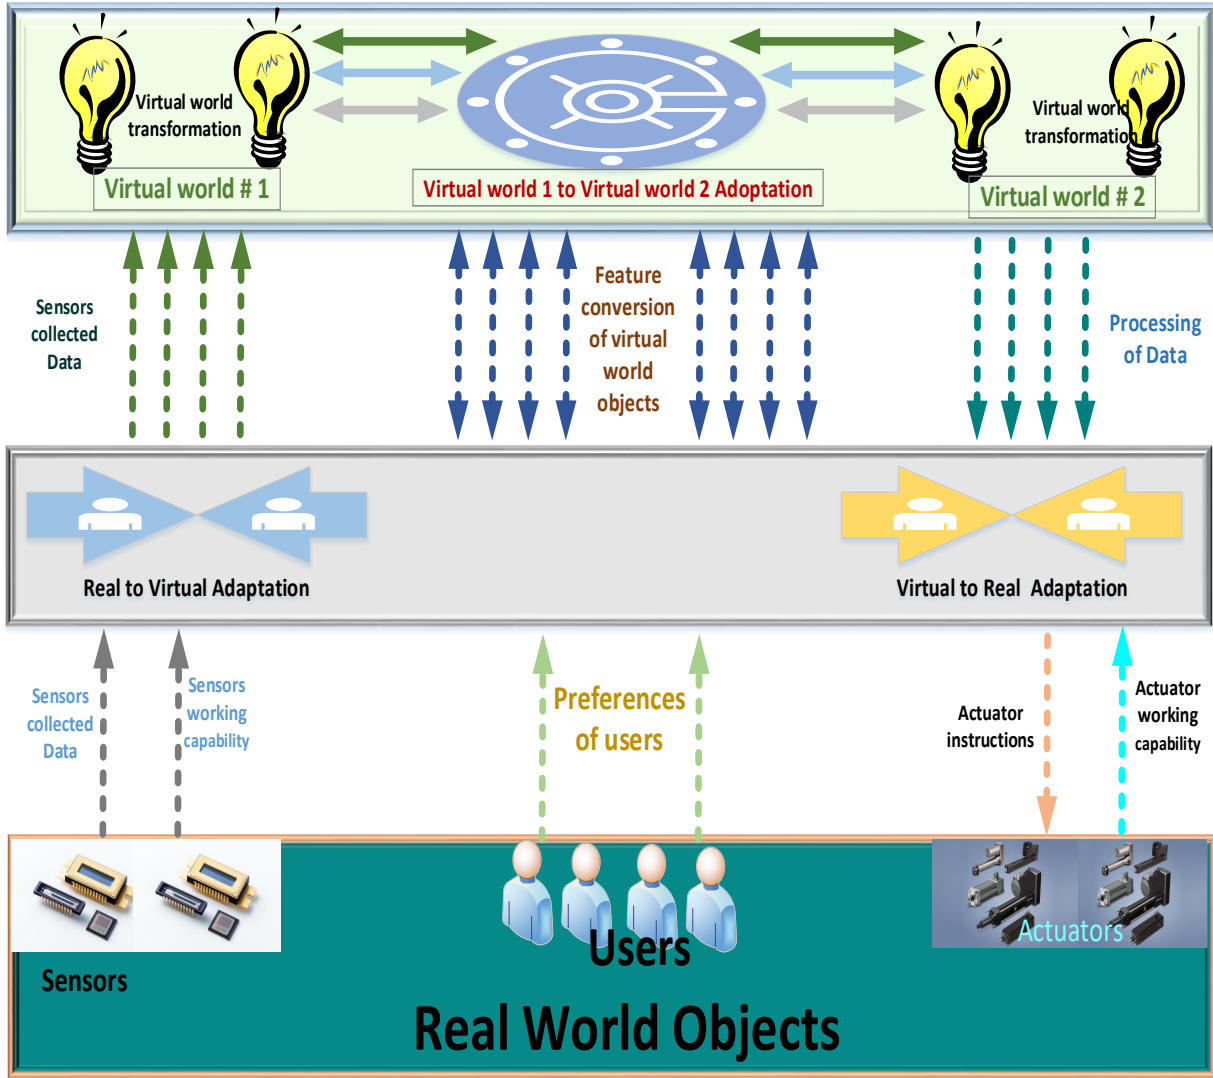 Virtual world
transformation
Virtual world
transformation
Virtual world # 1
Virtual world 1 to Virtual world 2 Adoptation
Virtual world # 2
Sensors
collected
Data
Feature
conversion
of virtual
world
objects
Processing
of Data
Real to Virtual Adaptation
Virtual to Real Adaptation
Sensors
collected
Data
Sensors
working
capability
Preferences
of users
Actuator
instructions
Actuator
working
capability
Sensors
Users
Actuators
Real World Objects